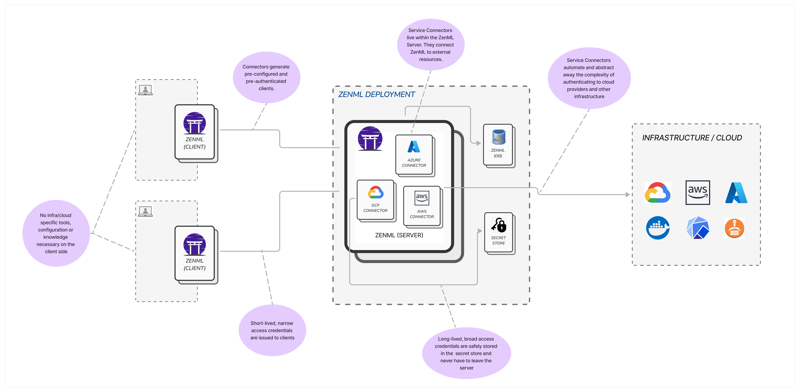 Service Connectors
live within the ZenML
Server. They connect
ZenML to external
resources.
Connectors generate
pre-configured and
pre-authenticated
clients.
Service Connectors
automate and abstract
away the complexity of
authenticating to cloud
providers and other
infrastructure
ZENML DEPLOYMENT
ZENML
(CLIENT)
AZURE
CONNECTOR
ZENML
(DB)
INFRASTRUCTURE / CLOUD
GCP
CONNECTOR
aws
AWS
CONNECTOR
aws
No infra/cloud
specific tools,
configuration or
knowledge
necessary on the
client side
ZENML
(CLIENT)
ZENML (SERVER)
SECRET
STORE
Short-lived, narrow
access credentials
are issued to clients
Long-lived, broad access
credentials are safely stored
in the secret store and
never have to leave the
server